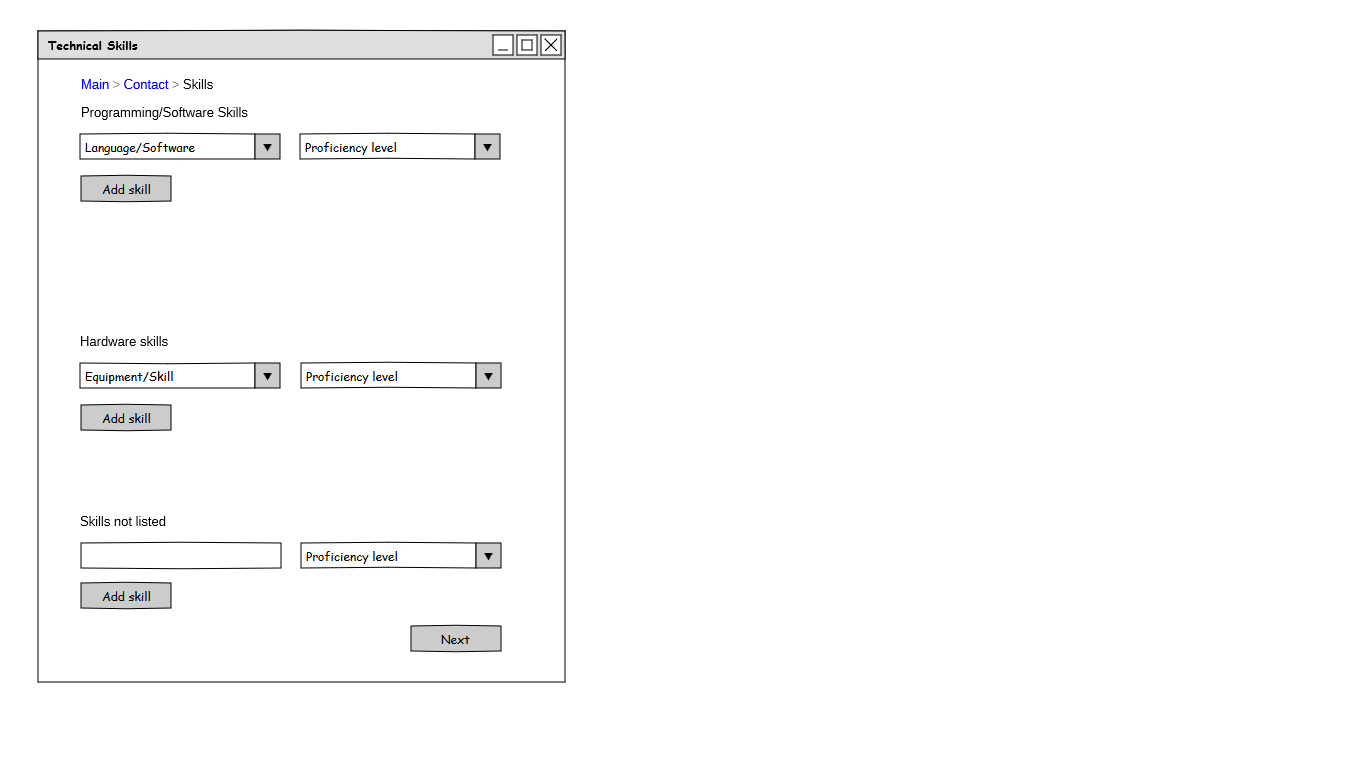 Technical Skills
Main > Contact > Skills
Programming/Software Skills
Language/Software Proficiency level
Add skill
Hardware skills
Equipment/Skill Proficiency level
Add skill
Skills not listed
Proficiency level
Add skill
Next